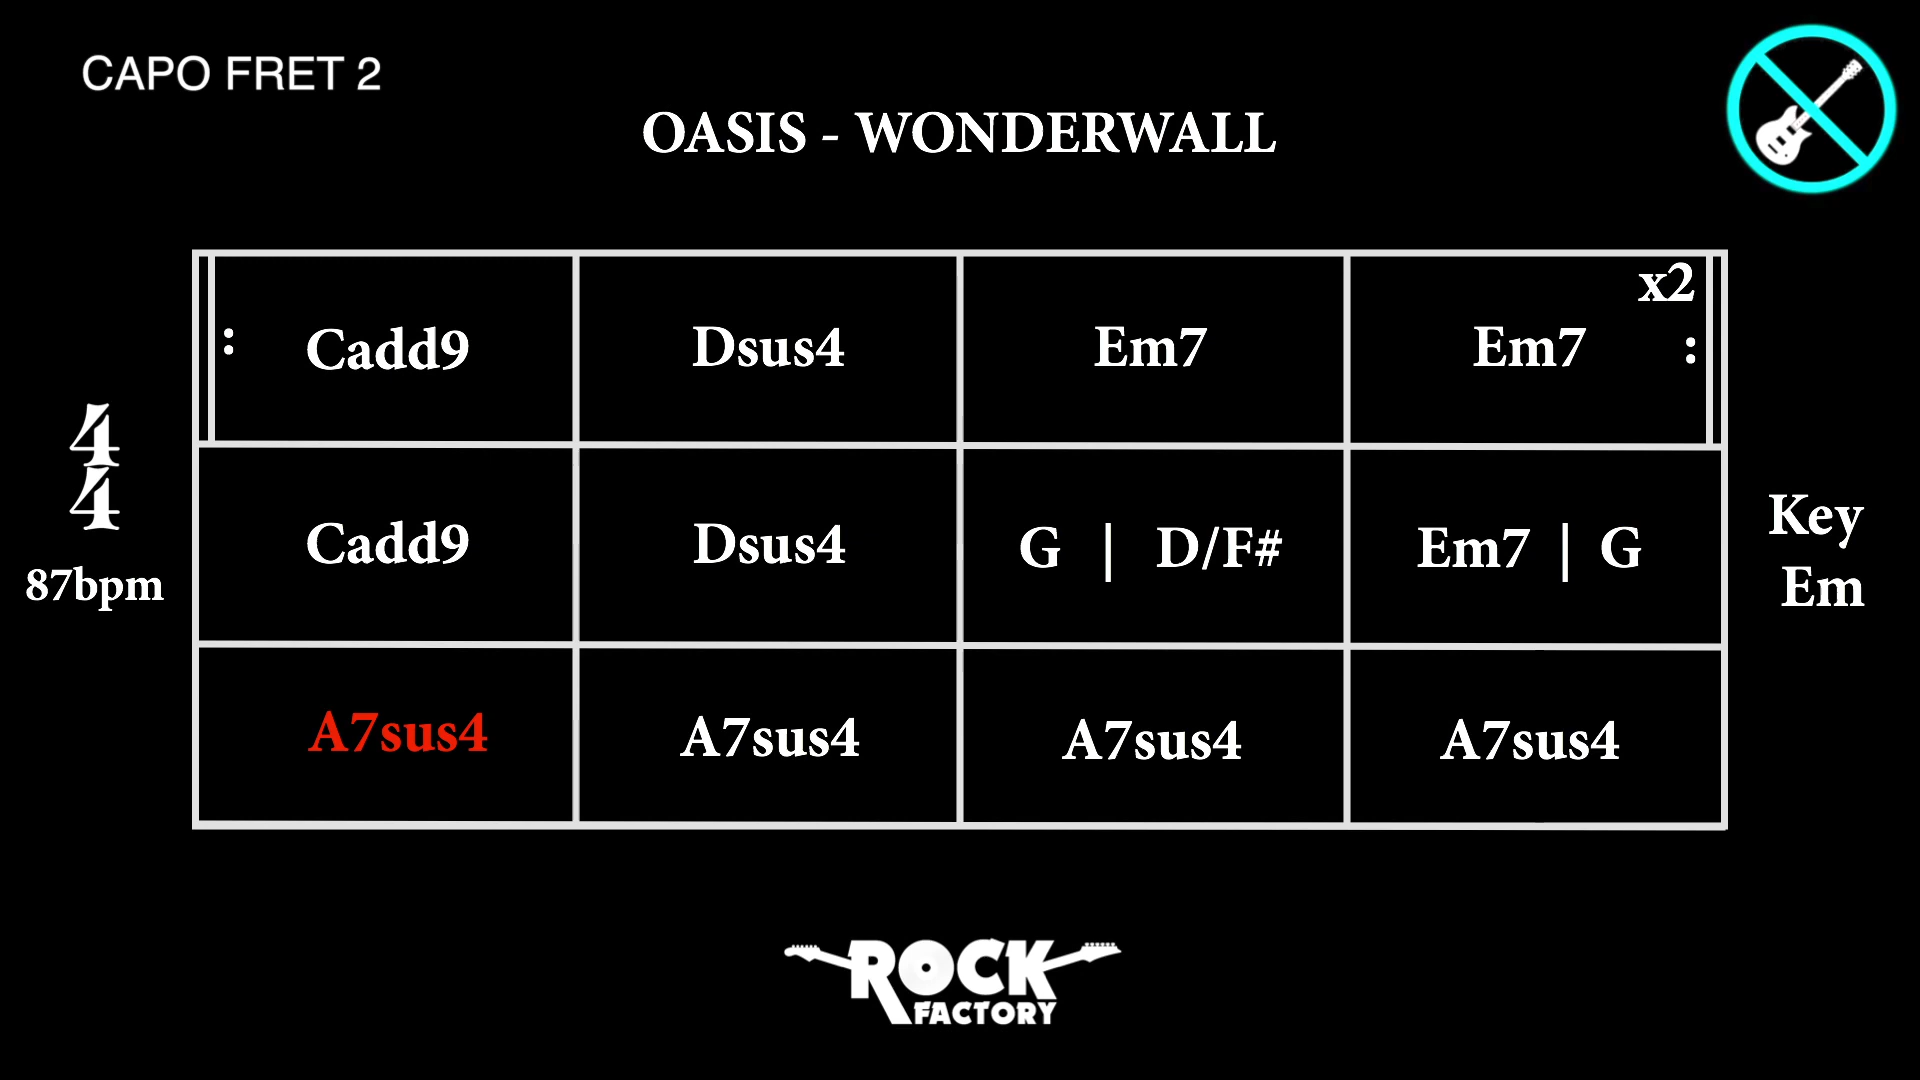 CAPO FRET 2
OASIS - WONDERWALL
x2
: Cadd9 Dsus4 Em7 Em7 :
4
4
87bpm
Cadd9 Dsus4 G | D/F# Em7 | G
Key
Em
A7sus4 A7sus4 A7sus4 A7sus4
ROCK
FACTORY